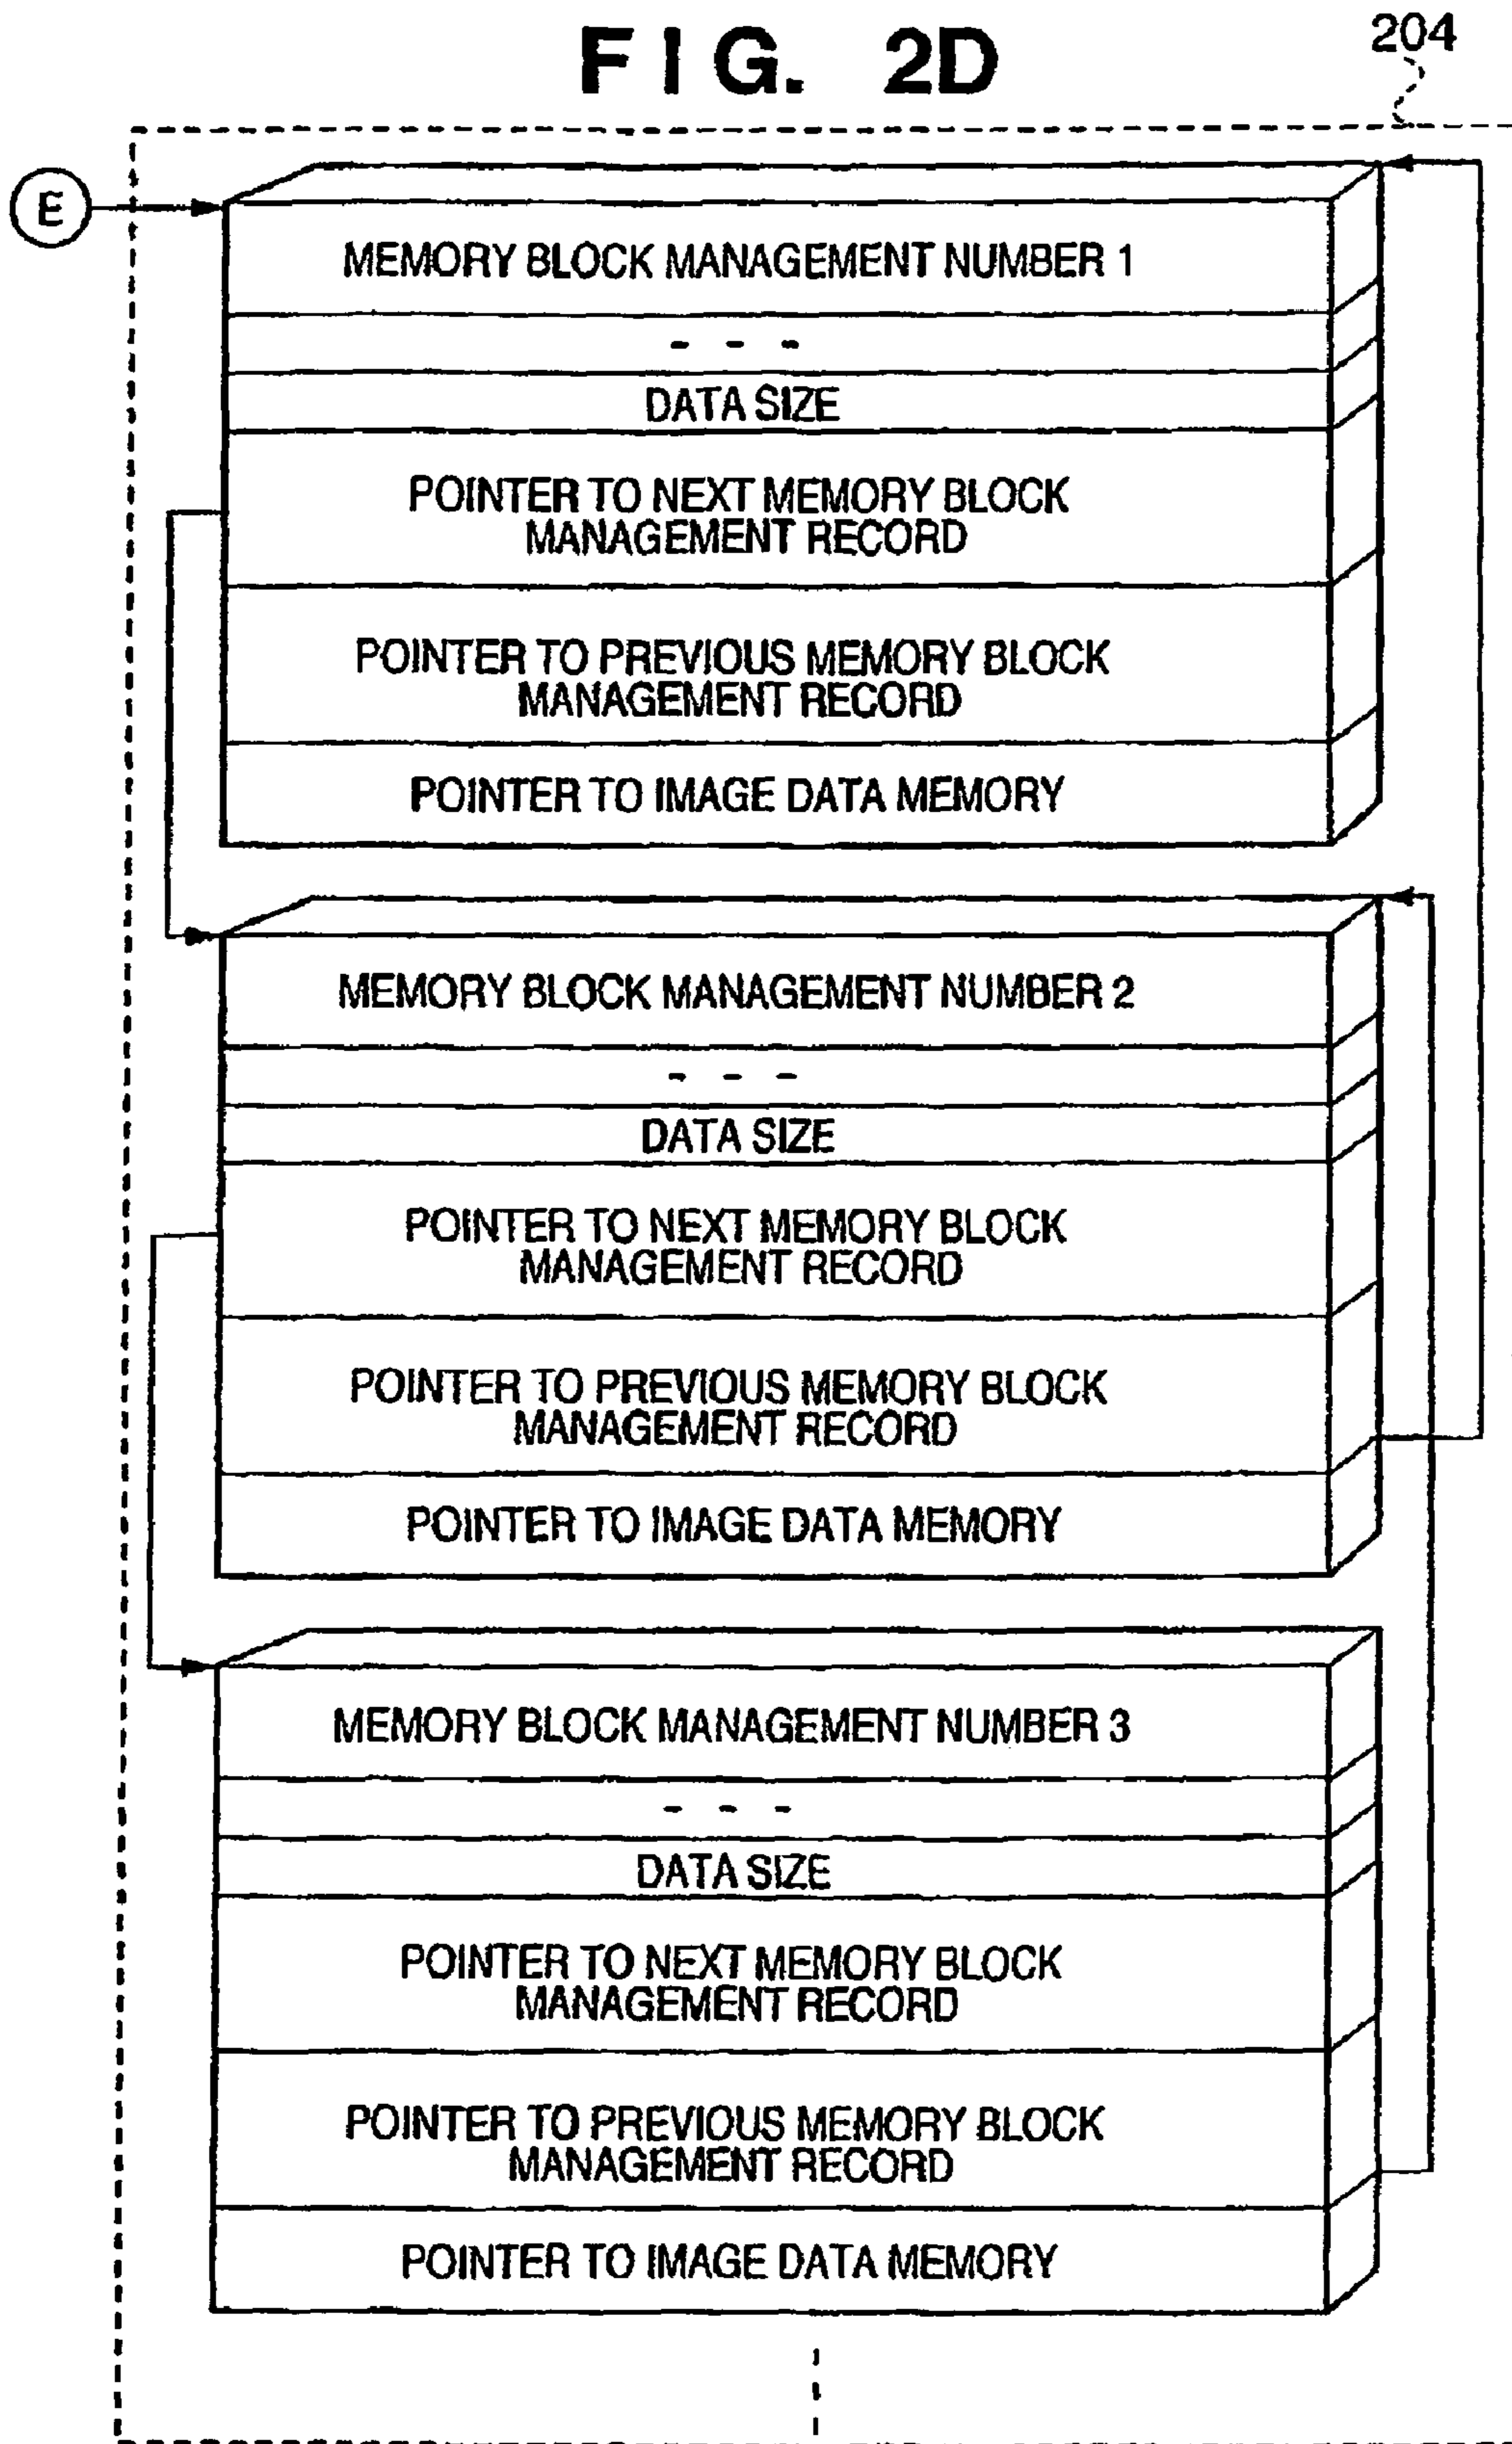 FIG. 2D
204
E
MEMORY BLOCK MANAGEMENT NUMBER 1
- - -
DATA SIZE
POINTER TO NEXT MEMORY BLOCK
MANAGEMENT RECORD
POINTER TO PREVIOUS MEMORY BLOCK
MANAGEMENT RECORD
POINTER TO IMAGE DATA MEMORY
MEMORY BLOCK MANAGEMENT NUMBER 2
- - -
DATA SIZE
POINTER TO NEXT MEMORY BLOCK
MANAGEMENT RECORD
POINTER TO PREVIOUS MEMORY BLOCK
MANAGEMENT RECORD
POINTER TO IMAGE DATA MEMORY
MEMORY BLOCK MANAGEMENT NUMBER 3
- - -
DATA SIZE
POINTER TO NEXT MEMORY BLOCK
MANAGEMENT RECORD
POINTER TO PREVIOUS MEMORY BLOCK
MANAGEMENT RECORD
POINTER TO IMAGE DATA MEMORY